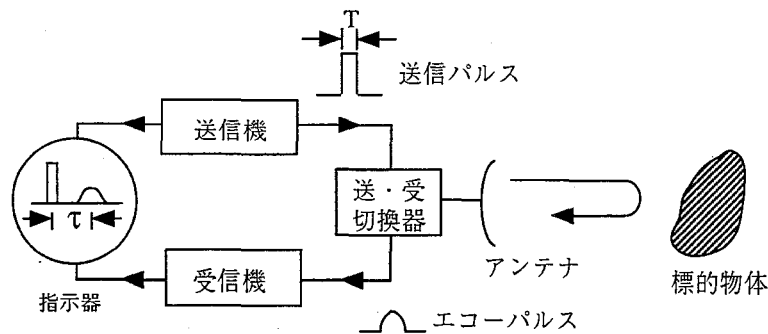 T
送信パルス
送信機
送・受
切換器
τ
アンテナ
受信機
標的物体
指示器
エコーパルス